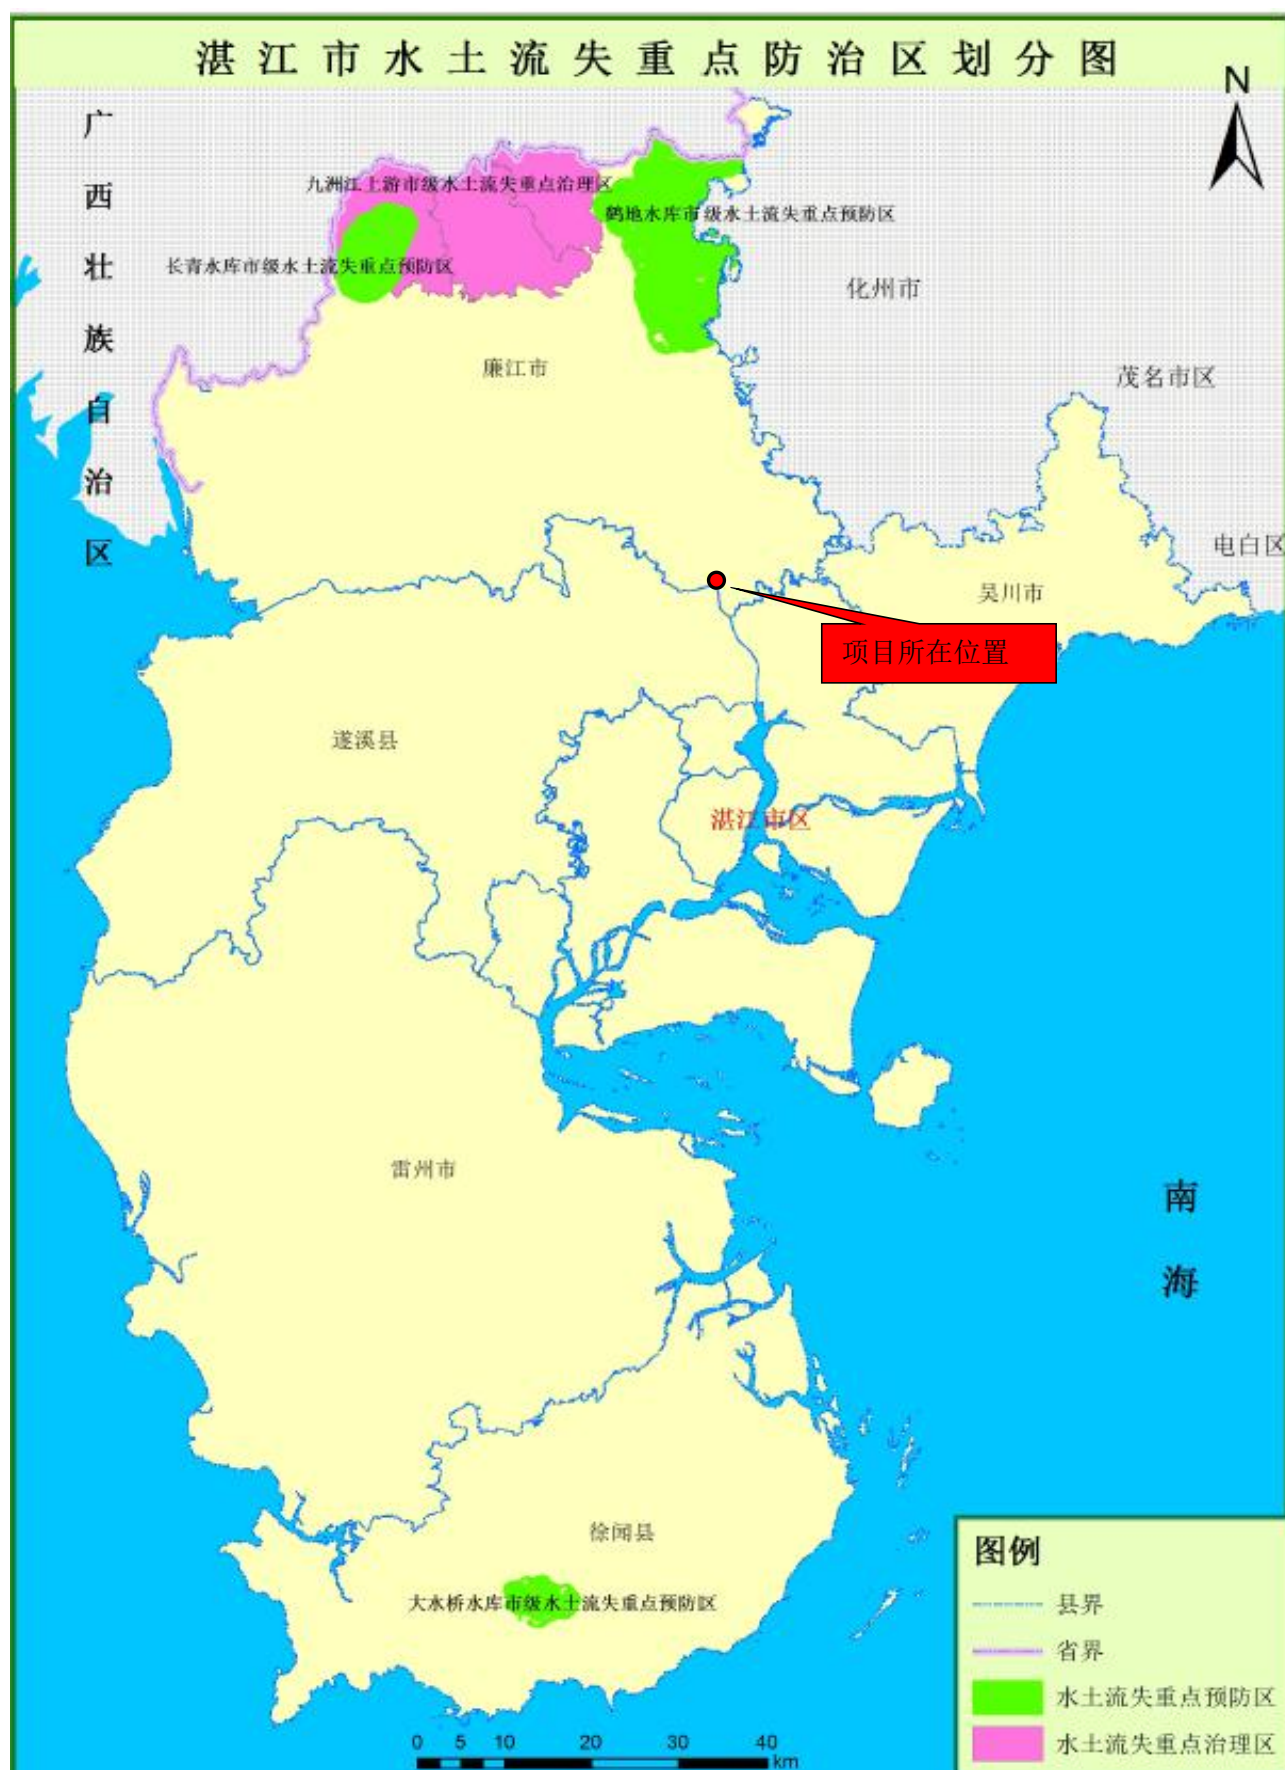 湛江市水土流失重点防治区划分图
N
广西壮族自治区
九洲江上游市级水土流失重点治理区
鹤地水库市级水土流失重点预防区
长青水库市级水土流失重点预防区
化州市
廉江市
茂名市区
电白区
吴川市
项目所在位置
遂溪县
湛江市区
雷州市
南海
徐闻县
大水桥水库市级水土流失重点预防区
图例
县界
省界
水土流失重点预防区
水土流失重点治理区
0 5 10 20 30 40
km